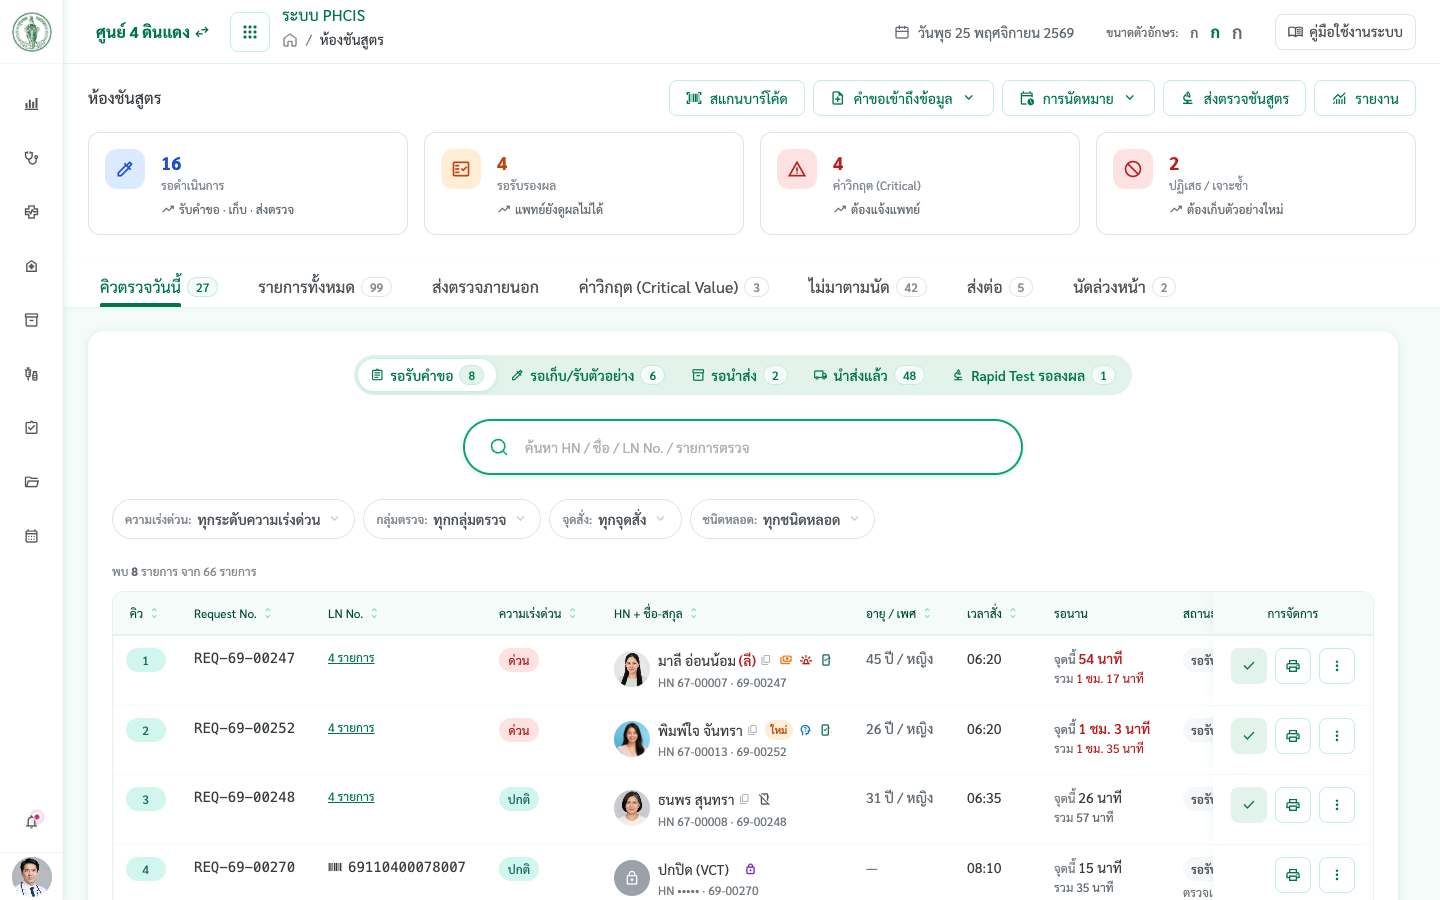 ศูนย์ 4 ดินแดง
ระบบ PHCIS
/ ห้องชันสูตร
วันพุธ 25 พฤศจิกายน 2569
ขนาดตัวอักษร: ก ก ก
คู่มือใช้งานระบบ
ห้องชันสูตร
สแกนบาร์โค้ด
คำขอเข้าถึงข้อมูล
การนัดหมาย
ส่งตรวจชันสูตร
รายงาน
16
รอดำเนินการ
รับคำขอ · เก็บ · ส่งตรวจ
4
รอรับรองผล
แพทย์ยังดูผลไม่ได้
4
ค่าวิกฤต (Critical)
ต้องแจ้งแพทย์
2
ปฏิเสธ / เจาะซ้ำ
ต้องเก็บตัวอย่างใหม่
คิวตรวจวันนี้ 27
รายการทั้งหมด 99
ส่งตรวจภายนอก
ค่าวิกฤต (Critical Value) 3
ไม่มาตามนัด 42
ส่งต่อ 5
นัดล่วงหน้า 2
รอรับคำขอ 8
รอเก็บ/รับตัวอย่าง 6
รอนำส่ง 2
นำส่งแล้ว 48
Rapid Test รอลงผล 1
ค้นหา HN / ชื่อ / LN No. / รายการตรวจ
ความเร่งด่วน: ทุกระดับความเร่งด่วน
กลุ่มตรวจ: ทุกกลุ่มตรวจ
จุดสั่ง: ทุกจุดสั่ง
ชนิดหลอด: ทุกชนิดหลอด
พบ 8 รายการ จาก 66 รายการ
คิว Request No. LN No. ความเร่งด่วน HN + ชื่อ-สกุล อายุ / เพศ เวลาสั่ง รอนาน สถานะ การจัดการ
1 REQ-69-00247 4 รายการ ด่วน มาลี อ่อนน้อม (ลี) 45 ปี / หญิง 06:20 จุดนี้ 54 นาที รอรับ
HN 67-00007 · 69-00247 รวม 1 ชม. 17 นาที
2 REQ-69-00252 4 รายการ ด่วน พิมพ์ใจ จันทรา ใหม่ 26 ปี / หญิง 06:20 จุดนี้ 1 ชม. 3 นาที รอรับ
HN 67-00013 · 69-00252 รวม 1 ชม. 35 นาที
3 REQ-69-00248 4 รายการ ปกติ ธนพร สุนทรา 31 ปี / หญิง 06:35 จุดนี้ 26 นาที รอรับ
HN 67-00008 · 69-00248 รวม 57 นาที
4 REQ-69-00270 69110400078007 ปกติ ปกปิด (VCT) — 08:10 จุดนี้ 15 นาที รอรับ
HN ••••• · 69-00270 รวม 35 นาที ตรวจเ